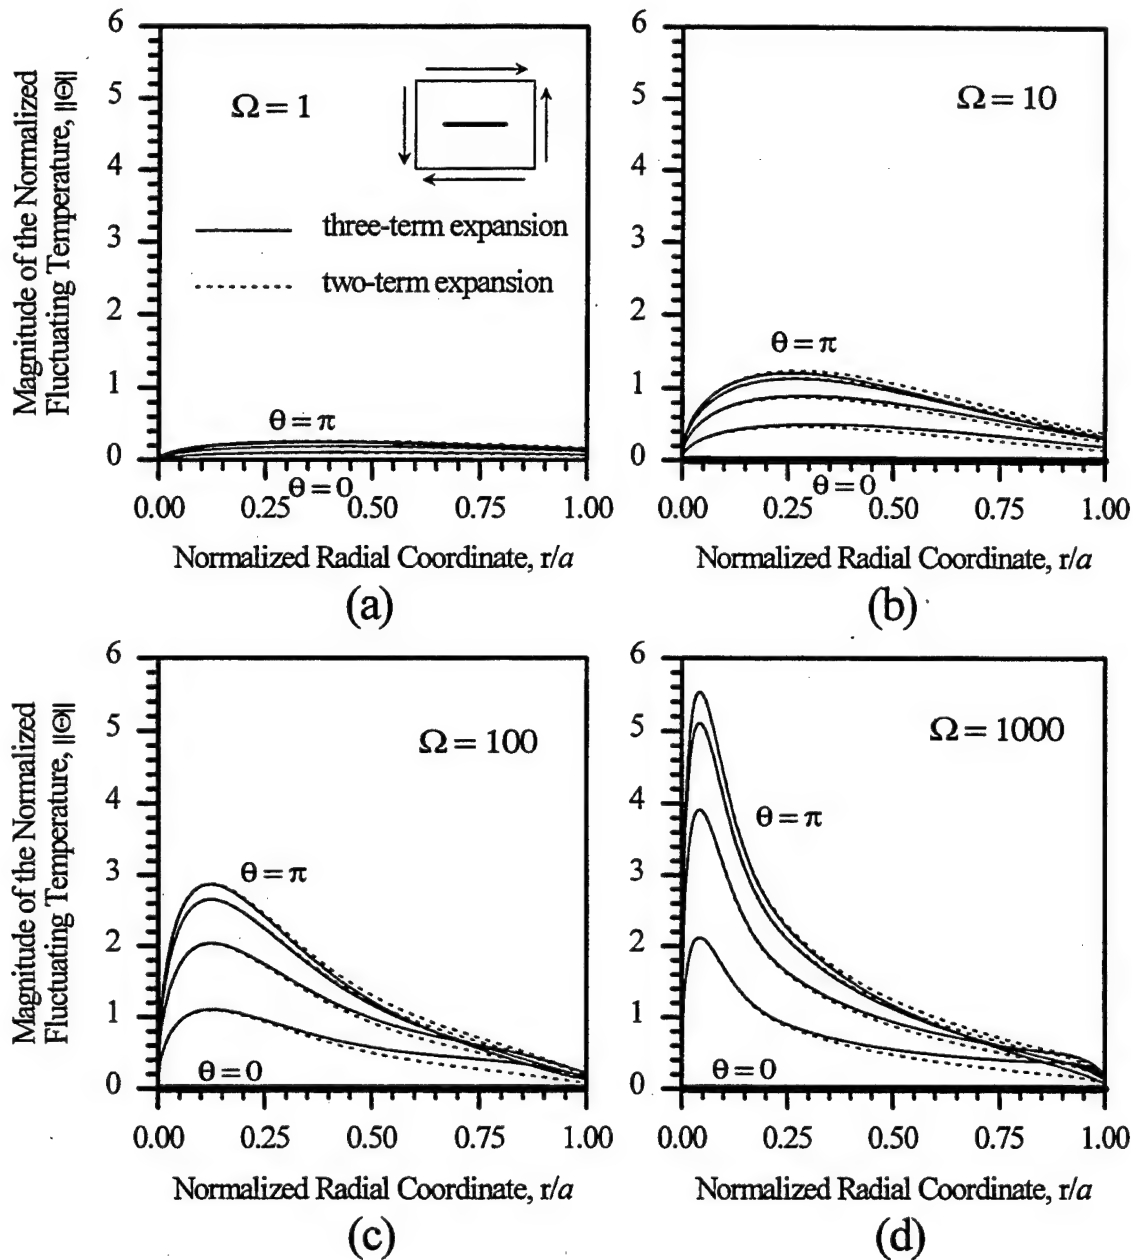 Magnitude of the Normalized
Fluctuating Temperature, ||Θ||
6
5
4
3
2
1
0
Ω = 1
three-term expansion
two-term expansion
θ = π
θ = 0
0.00
0.25
0.50
0.75
1.00
Normalized Radial Coordinate, r/a
(a)
6
5
4
3
2
1
0
Ω = 10
θ = π
θ = 0
0.00
0.25
0.50
0.75
1.00
Normalized Radial Coordinate, r/a
(b)
Magnitude of the Normalized
Fluctuating Temperature, ||Θ||
6
5
4
3
2
1
0
Ω = 100
θ = π
θ = 0
0.00
0.25
0.50
0.75
1.00
Normalized Radial Coordinate, r/a
(c)
6
5
4
3
2
1
0
Ω = 1000
θ = π
θ = 0
0.00
0.25
0.50
0.75
1.00
Normalized Radial Coordinate, r/a
(d)